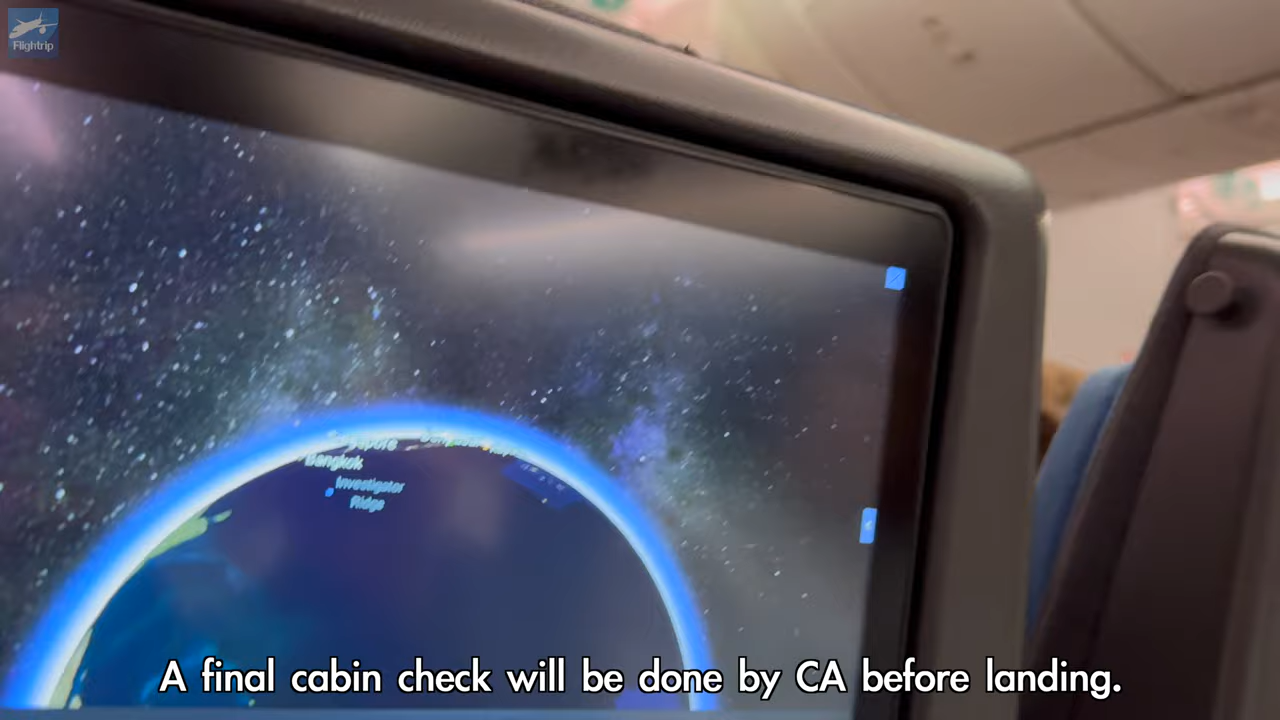 Flightrip
Bangkok
Investigator
Ridge
A final cabin check will be done by CA before landing.